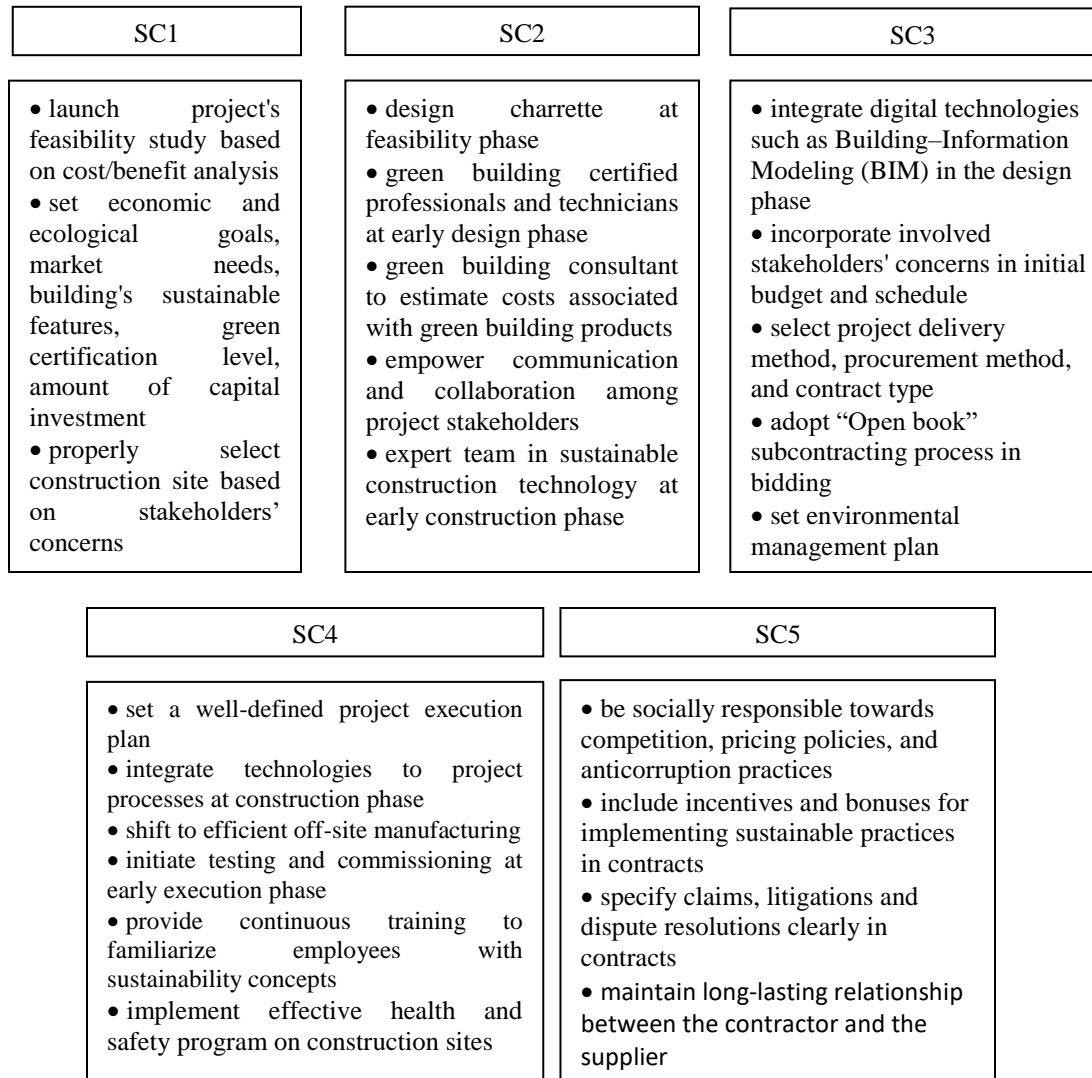 SC1
• launch project's
feasibility study based
on cost/benefit analysis
• set economic and
ecological goals,
market needs,
building's sustainable
features, green
certification level,
amount of capital
investment
• properly select
construction site based
on stakeholders’
concerns
SC2
• design charrette at
feasibility phase
• green building certified
professionals and technicians
at early design phase
• green building consultant
to estimate costs associated
with green building products
• empower communication
and collaboration among
project stakeholders
• expert team in sustainable
construction technology at
early construction phase
SC3
• integrate digital technologies
such as Building–Information
Modeling (BIM) in the design
phase
• incorporate involved
stakeholders' concerns in initial
budget and schedule
• select project delivery
method, procurement method,
and contract type
• adopt “Open book”
subcontracting process in
bidding
• set environmental
management plan
SC4
• set a well-defined project execution
plan
• integrate technologies to project
processes at construction phase
• shift to efficient off-site manufacturing
• initiate testing and commissioning at
early execution phase
• provide continuous training to
familiarize employees with
sustainability concepts
• implement effective health and
safety program on construction sites
SC5
• be socially responsible towards
competition, pricing policies, and
anticorruption practices
• include incentives and bonuses for
implementing sustainable practices
in contracts
• specify claims, litigations and
dispute resolutions clearly in
contracts
• maintain long-lasting relationship
between the contractor and the
supplier